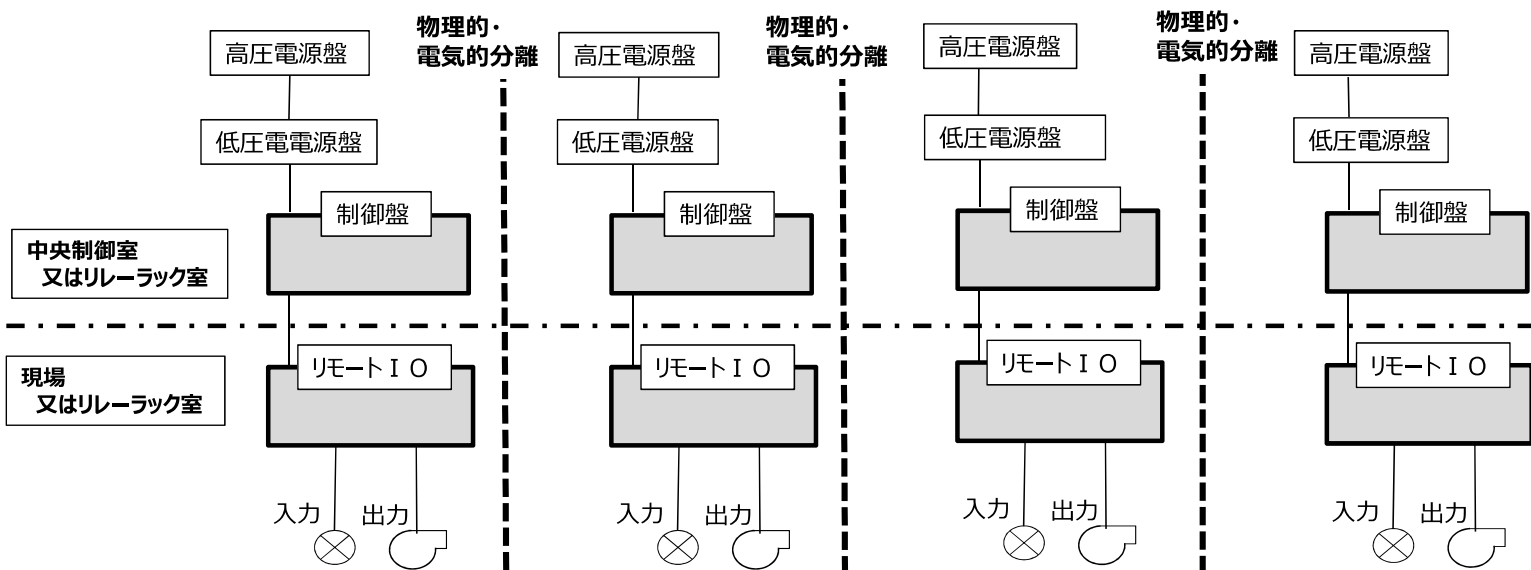 物理的・
電気的分離
物理的・
電気的分離
物理的・
電気的分離
高圧電源盤
高圧電源盤
高圧電源盤
高圧電源盤
低圧電電源盤
低圧電源盤
低圧電源盤
低圧電源盤
制御盤
制御盤
制御盤
制御盤
中央制御室
又はリレーラック室
リモートＩＯ
リモートＩＯ
リモートＩＯ
リモートＩＯ
現場
又はリレーラック室
入力
出力
入力
出力
入力
出力
入力
出力